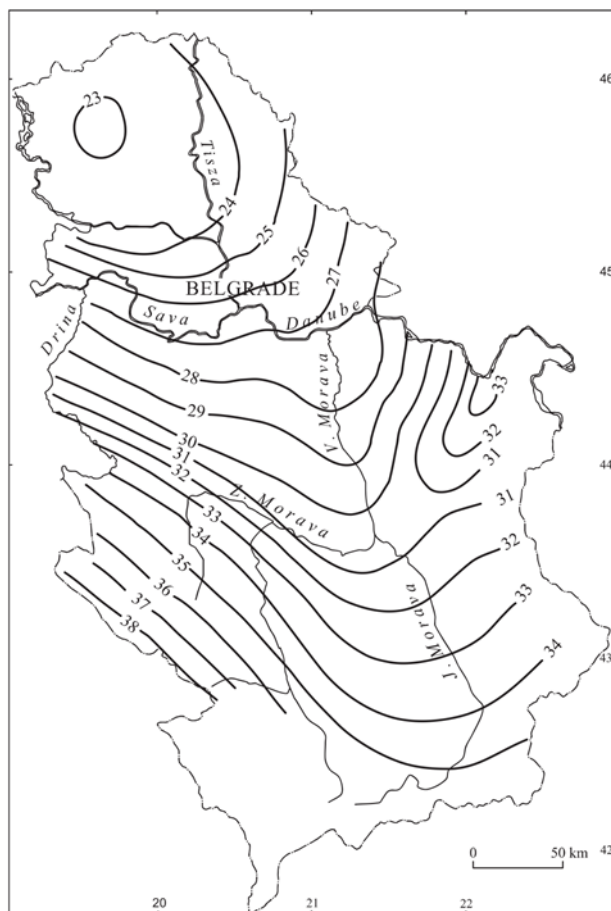 46
23
Tisza
24
25
26
45
27
BELGRADE
Sava
Danube
Drina
28
33
29
V. Morava
32
30
31
31
44
32
Z. Morava
31
33
34
32
35
33
36
J. Morava
37
34
43
38
42
0 50 km
20 21 22